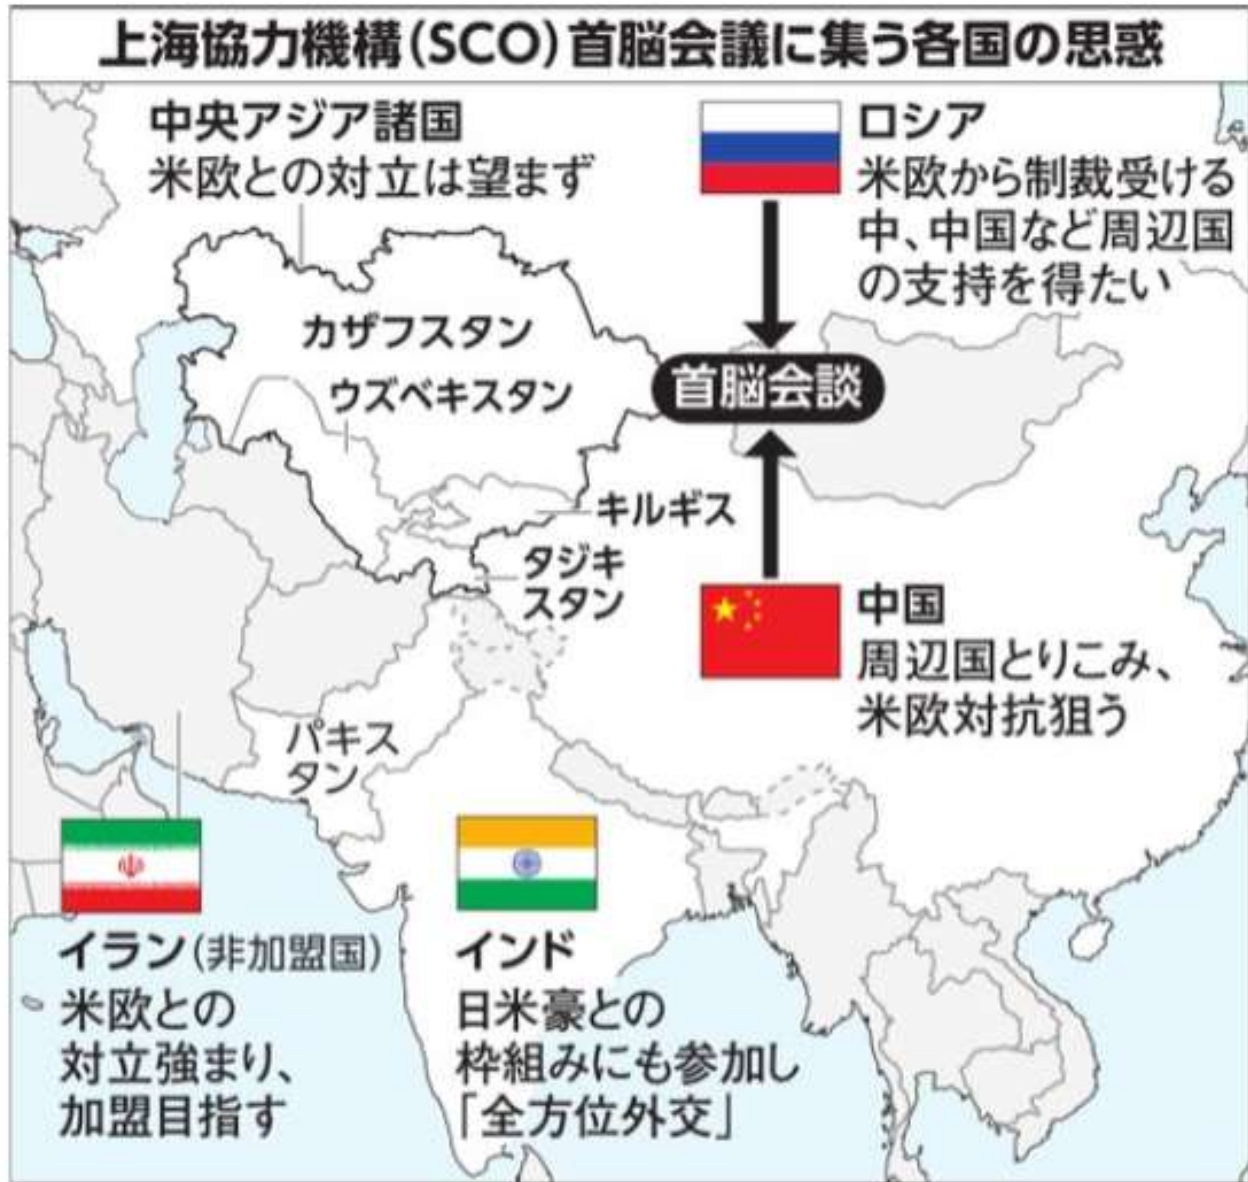 上海協力機構(SCO)首脳会議に集う各国の思惑
中央アジア諸国
米欧との対立は望まず
ロシア
米欧から制裁受ける
中、中国など周辺国
の支持を得たい
カザフスタン
ウズベキスタン
首脳会談
キルギス
タジキ
スタン
中国
周辺国とりこみ、
米欧対抗狙う
パキス
タン
イラン(非加盟国)
米欧との
対立強まり、
加盟目指す
インド
日米豪との
枠組みにも参加し
「全方位外交」